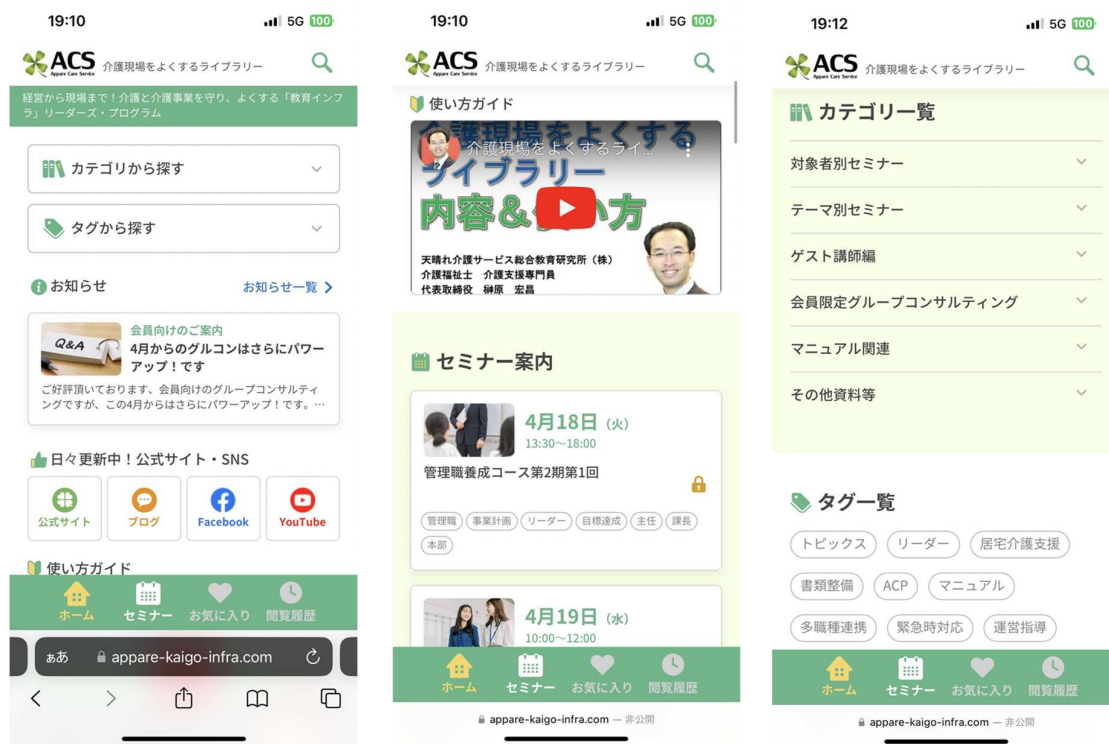 19:10
5G 100
ACS
Appare Care Service
介護現場をよくするライブラリー
経営から現場まで！介護と介護事業を守り、よくする「教育インフ
ラ」リーダーズ・プログラム
カテゴリから探す
タグから探す
お知らせ
お知らせ一覧
Q&A
会員向けのご案内
4月からのグルコンはさらにパワー
アップ！です
ご好評頂いております、会員向けのグループコンサルティ
ングですが、この4月からはさらにパワーアップ！です。…
日々更新中！公式サイト・SNS
公式サイト
ブログ
Facebook
YouTube
使い方ガイド
ホーム
セミナー
お気に入り
閲覧履歴
ぁあ
appare-kaigo-infra.com
19:10
5G 100
ACS
Appare Care Service
介護現場をよくするライブラリー
使い方ガイド
介護現場をよくする
介護現場をよくするライ...
ライブラリー
内容&使い方
天晴れ介護サービス総合教育研究所（株）
介護福祉士　介護支援専門員
代表取締役　榊原　宏昌
セミナー案内
4月18日（火）
13:30～18:00
管理職養成コース第2期第1回
管理職
事業計画
リーダー
目標達成
主任
課長
本部
4月19日（水）
10:00～12:00
ホーム
セミナー
お気に入り
閲覧履歴
appare-kaigo-infra.com — 非公開
19:12
5G 100
ACS
Appare Care Service
介護現場をよくするライブラリー
カテゴリ一覧
対象者別セミナー
テーマ別セミナー
ゲスト講師編
会員限定グループコンサルティング
マニュアル関連
その他資料等
タグ一覧
トピックス
リーダー
居宅介護支援
書類整備
ACP
マニュアル
多職種連携
緊急時対応
運営指導
ホーム
セミナー
お気に入り
閲覧履歴
appare-kaigo-infra.com — 非公開